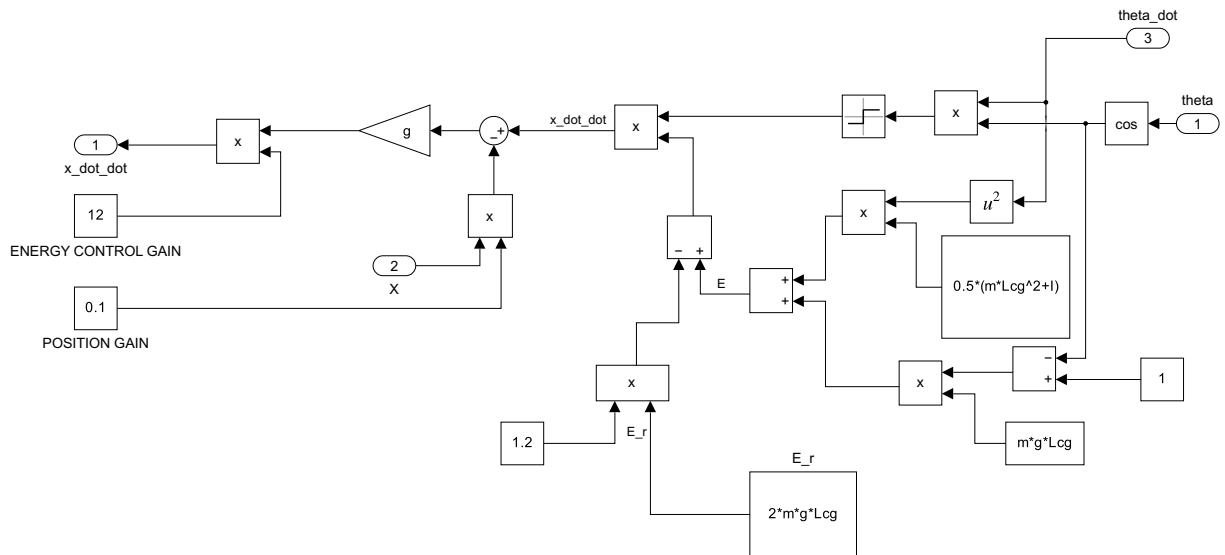 theta_dot
3
theta
1
cos
x
x_dot_dot
x
− +
g
x
1
x_dot_dot
12
ENERGY CONTROL GAIN
x
2
X
0.1
POSITION GAIN
u²
x
0.5*(m*Lcg^2+I)
− +
E
+
+
−
+
1
x
m*g*Lcg
x
1.2
E_r
E_r
2*m*g*Lcg